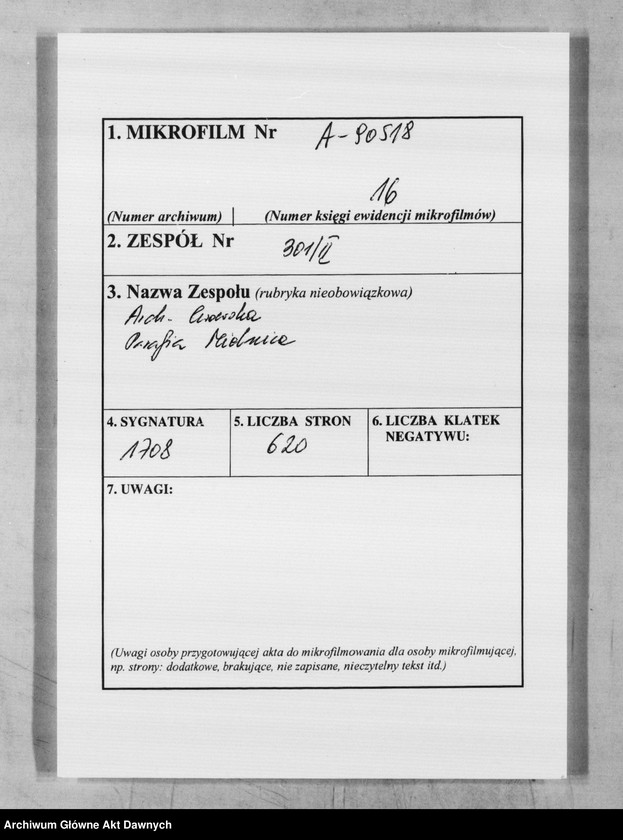 1. MIKROFILM Nr A-90518
16
(Numer archiwum) (Numer księgi ewidencji mikrofilmów)
2. ZESPÓŁ Nr 301/II
3. Nazwa Zespołu (rubryka nieobowiązkowa)
Arch. Lwowska
Parafia Mielnica
4. SYGNATURA
1708
5. LICZBA STRON
620
6. LICZBA KLATEK
NEGATYWU:
7. UWAGI:
(Uwagi osoby przygotowującej akta do mikrofilmowania dla osoby mikrofilmującej,
np. strony: dodatkowe, brakujące, nie zapisane, nieczytelny tekst itd.)
Archiwum Główne Akt Dawnych